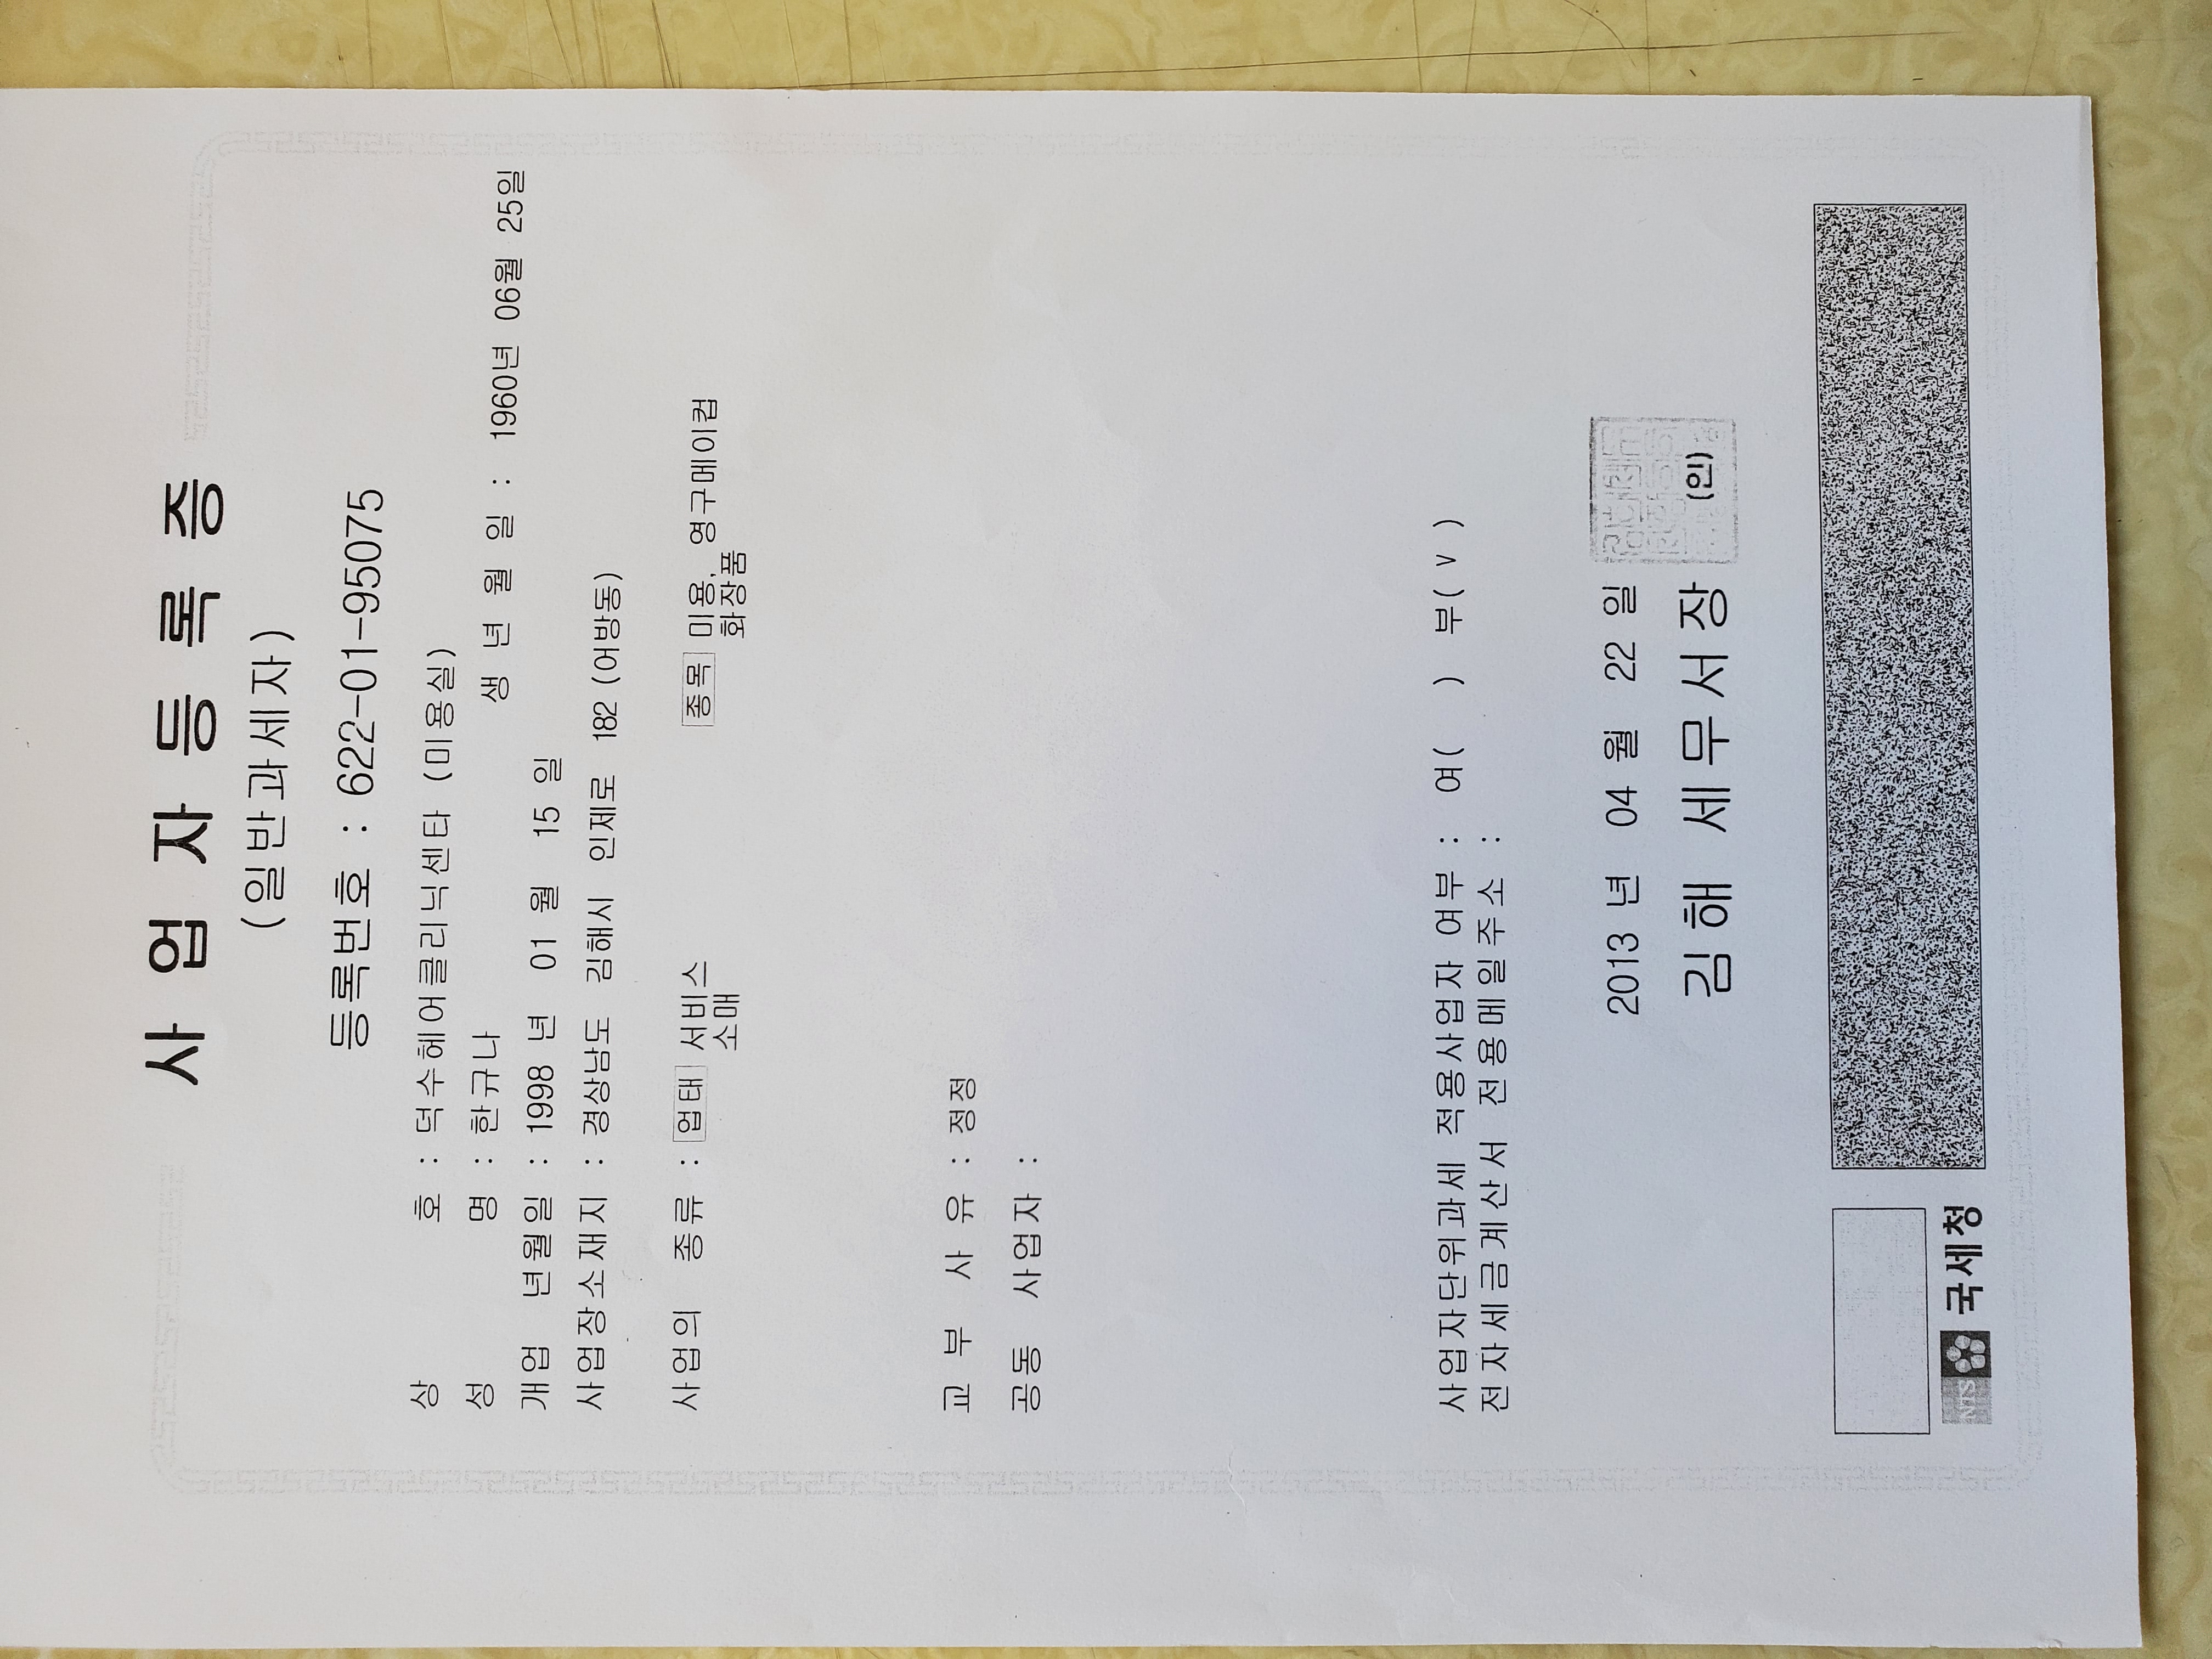 사 업 자 등 록 증
(일반과세자)
등록번호 : 622-01-95075
상 호 : 덕수헤어클리닉센타 (미용실)
성 명 : 한규나 생 년 월 일 : 1960년 06월 25일
개업 년월일 : 1998 년 01 월 15 일
사업장소재지 : 경상남도 김해시 인제로 182 (어방동)
사업의 종류 : 업태 서비스 종목 미용, 영구메이컵
소매 화장품
교 부 사 유 : 정정
공동 사업자 :
사업자단위과세 적용사업자 여부 : 여( ) 부( v )
전자세금계산서 전용메일주소 :
2013 년 04 월 22 일
김해 세무서장 (인)
NTS 국세청